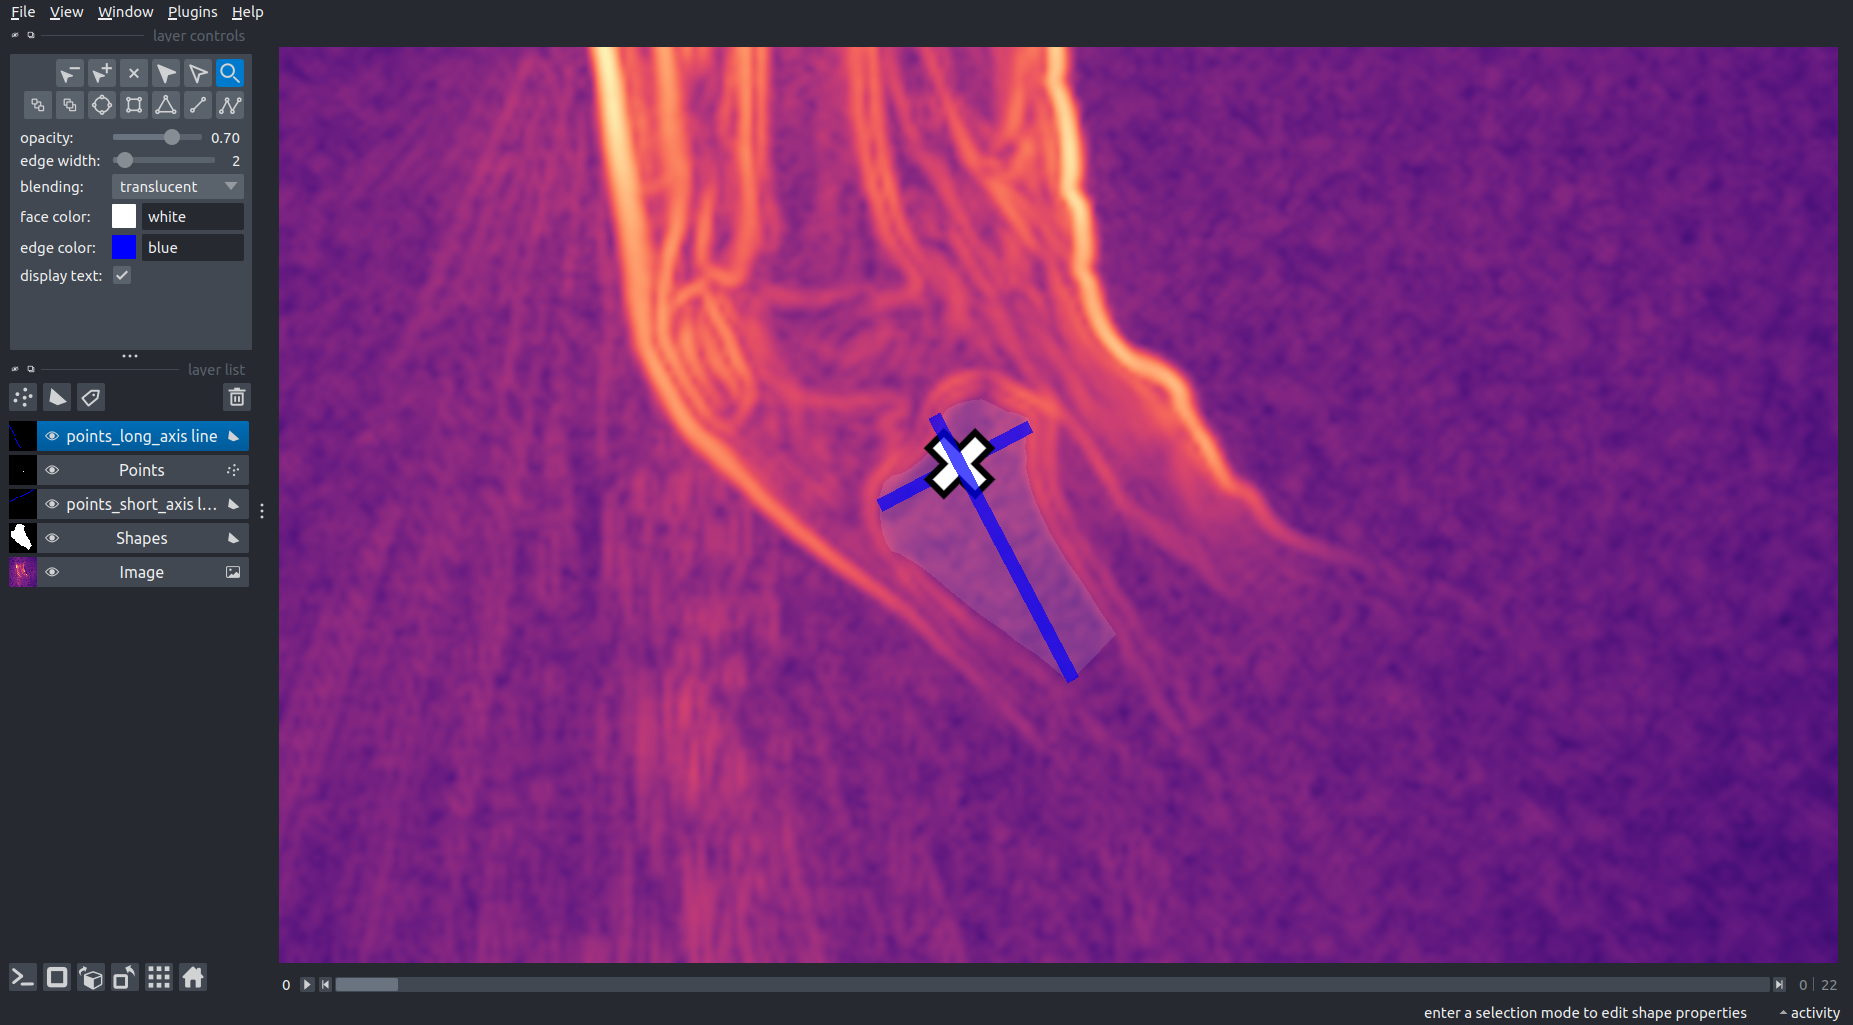 File View Window Plugins Help
layer controls
opacity: 0.70
edge width: 2
blending: translucent
face color: white
edge color: blue
display text:
layer list
points_long_axis line
Points
points_short_axis l...
Shapes
Image
0 0 | 22
enter a selection mode to edit shape properties activity